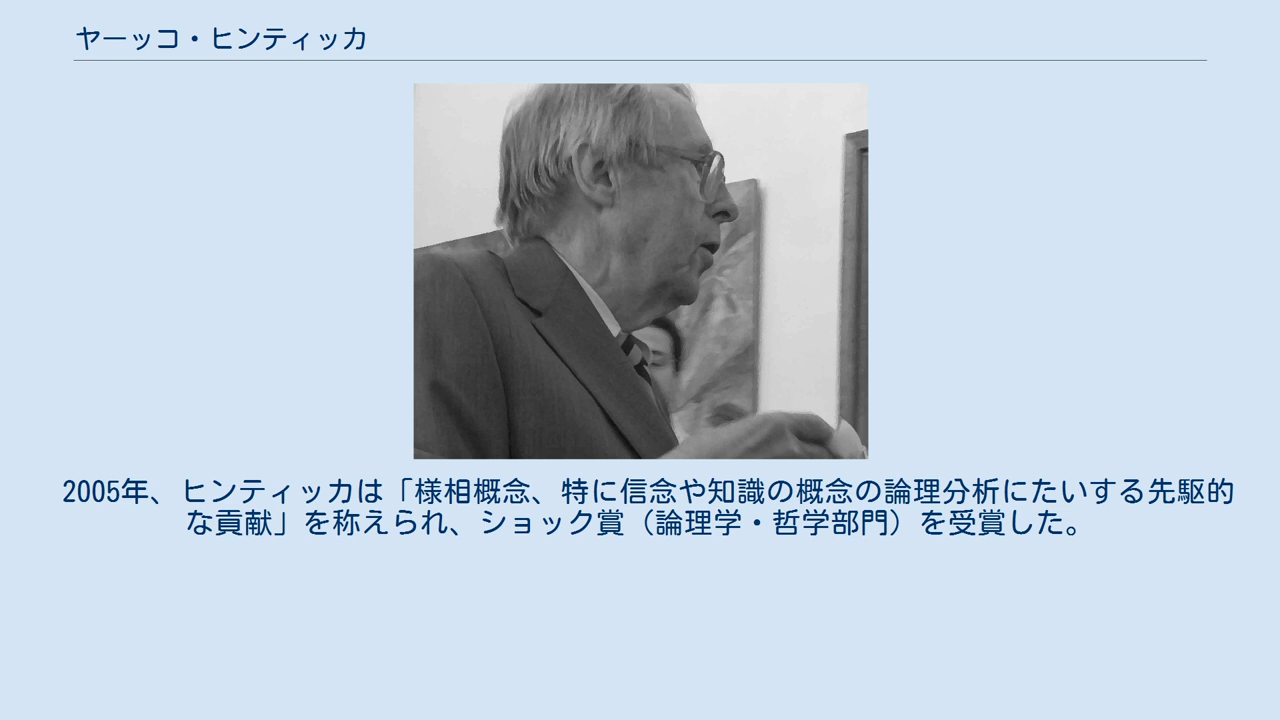 ヤーッコ・ヒンティッカ
2005年、ヒンティッカは「様相概念、特に信念や知識の概念の論理分析にたいする先駆的
な貢献」を称えられ、ショック賞（論理学・哲学部門）を受賞した。